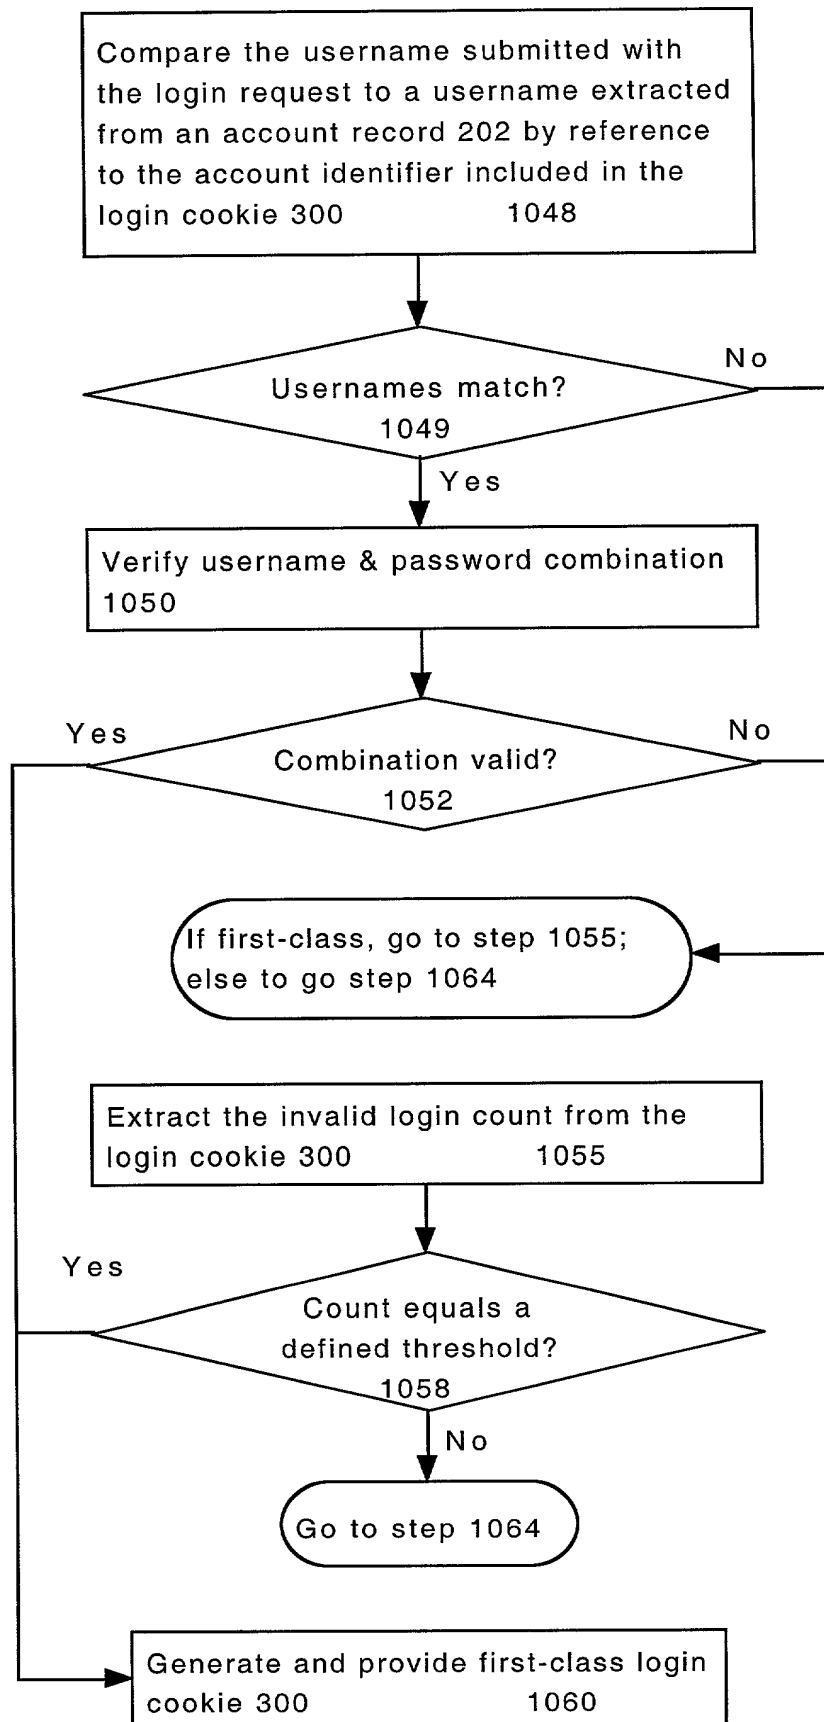 Compare the username submitted with
the login request to a username extracted
from an account record 202 by reference
to the account identifier included in the
login cookie 300 1048
No
Usernames match?
1049
Yes
Verify username & password combination
1050
Yes
No
Combination valid?
1052
If first-class, go to step 1055;
else to go step 1064
Extract the invalid login count from the
login cookie 300 1055
Yes
Count equals a
defined threshold?
1058
No
Go to step 1064
Generate and provide first-class login
cookie 300 1060